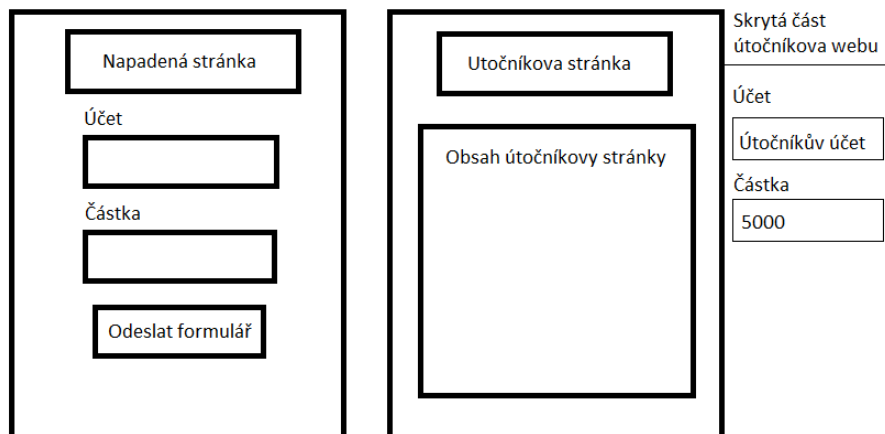 Napadená stránka
Účet
Částka
Odeslat formulář
Utočníkova stránka
Obsah útočníkovy stránky
Skrytá část
útočníkova webu
Účet
Útočníkův účet
Částka
5000